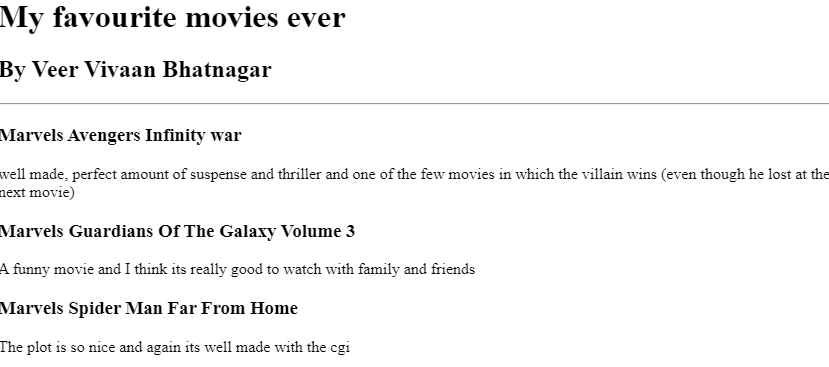 My favourite movies ever
By Veer Vivaan Bhatnagar
Marvels Avengers Infinity war
well made, perfect amount of suspense and thriller and one of the few movies in which the villain wins (even though he lost at the
next movie)
Marvels Guardians Of The Galaxy Volume 3
A funny movie and I think its really good to watch with family and friends
Marvels Spider Man Far From Home
The plot is so nice and again its well made with the cgi